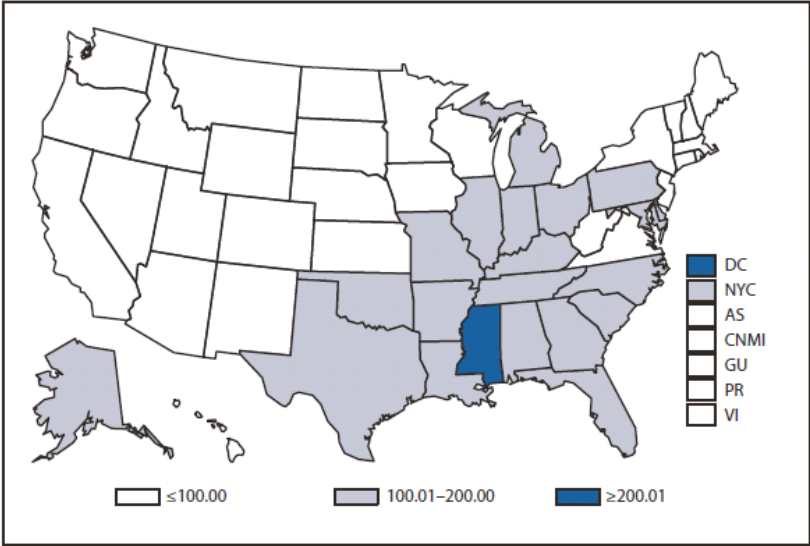 DC
NYC
AS
CNMI
GU
PR
VI
≤100.00
100.01–200.00
≥200.01